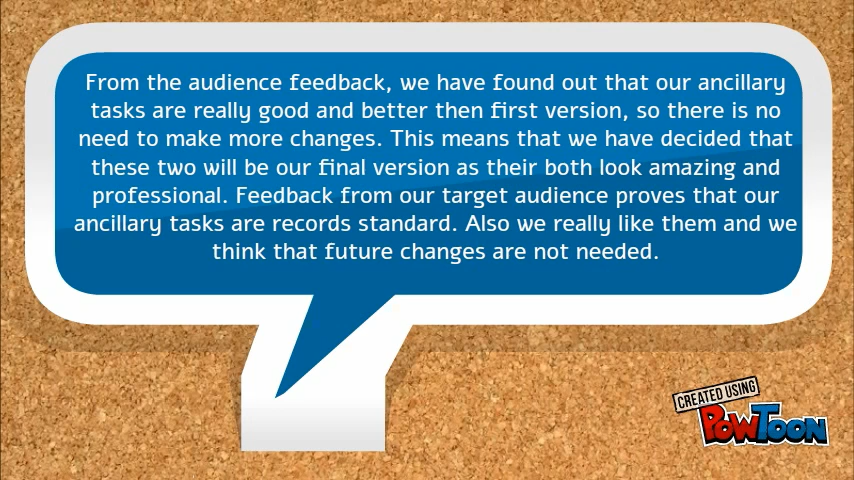 From the audience feedback, we have found out that our ancillary
tasks are really good and better then first version, so there is no
need to make more changes. This means that we have decided that
these two will be our final version as their both look amazing and
professional. Feedback from our target audience proves that our
ancillary tasks are records standard. Also we really like them and we
think that future changes are not needed.
CREATED USING
POWTOON